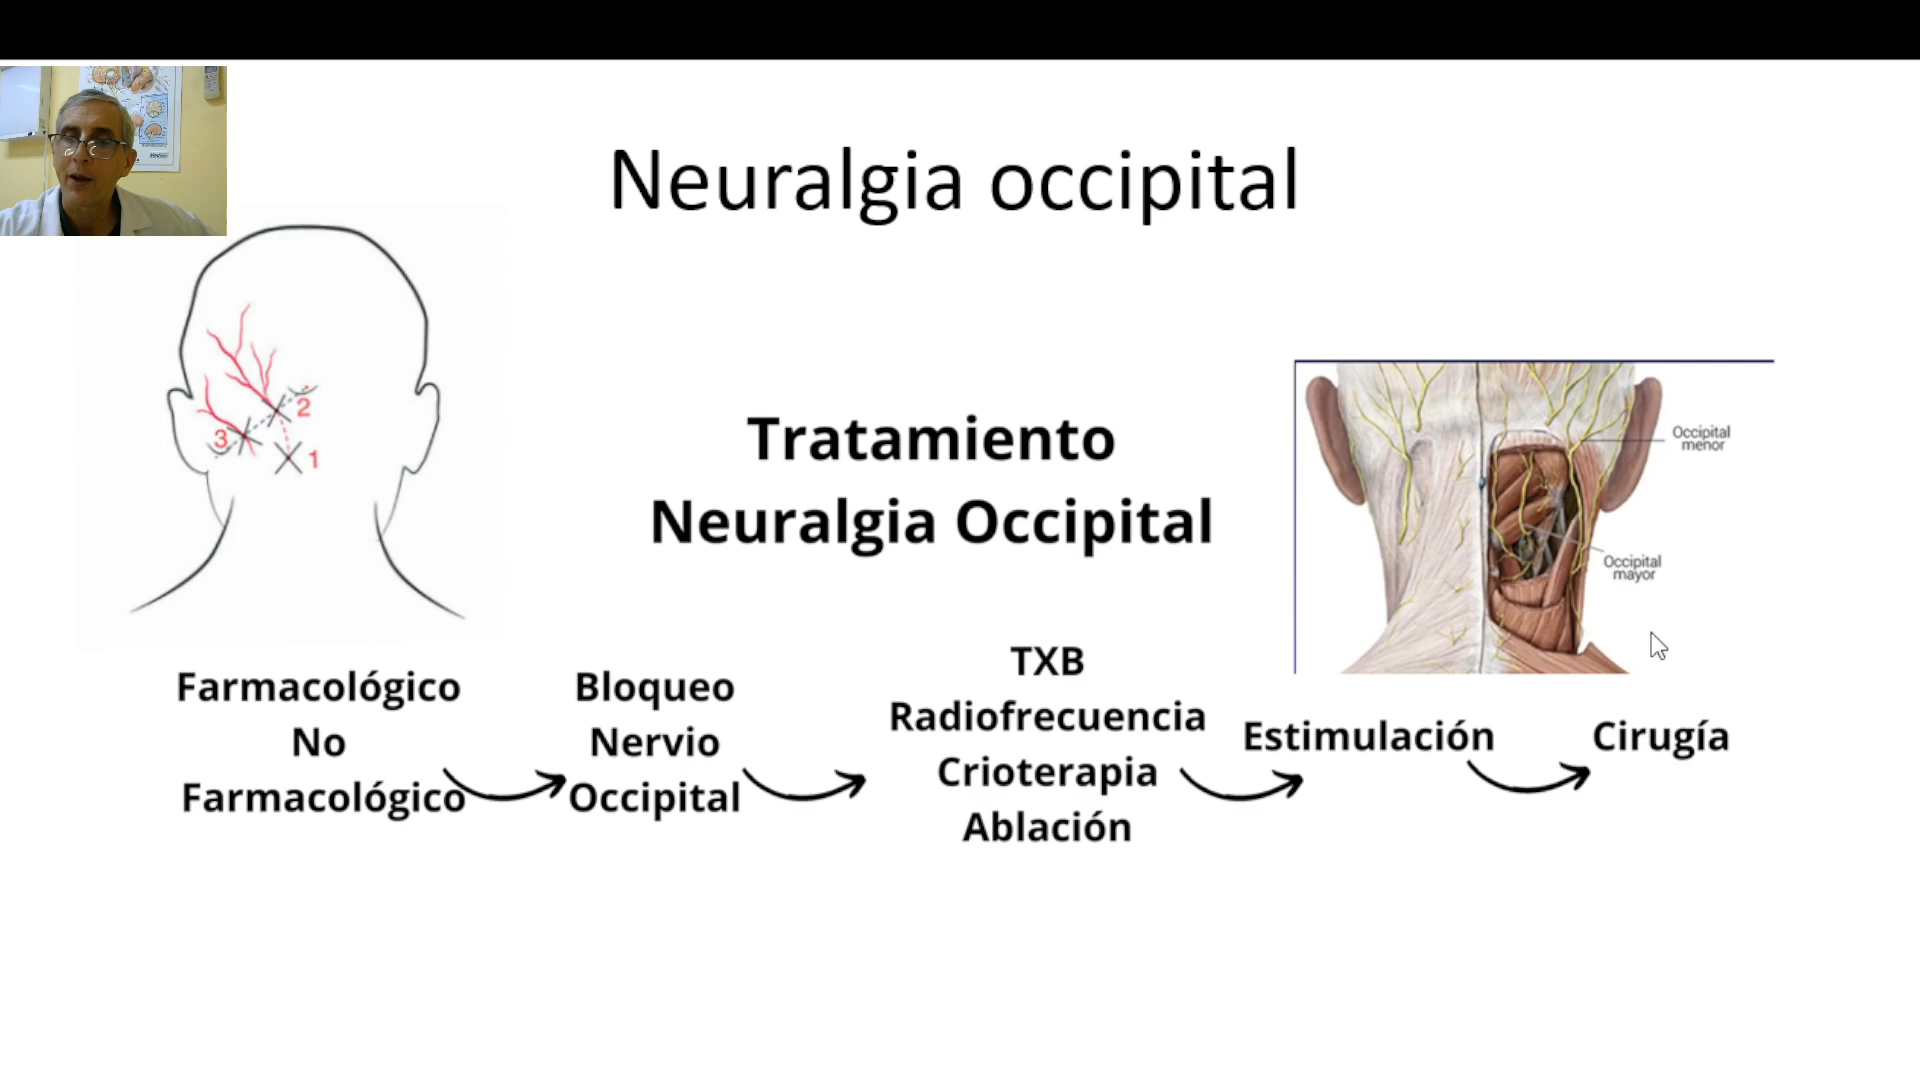 Neuralgia occipital
2
3
1
Tratamiento
Neuralgia Occipital
Occipital
menor
Occipital
mayor
Farmacológico
No
Farmacológico
Bloqueo
Nervio
Occipital
TXB
Radiofrecuencia
Crioterapia
Ablación
Estimulación
Cirugía